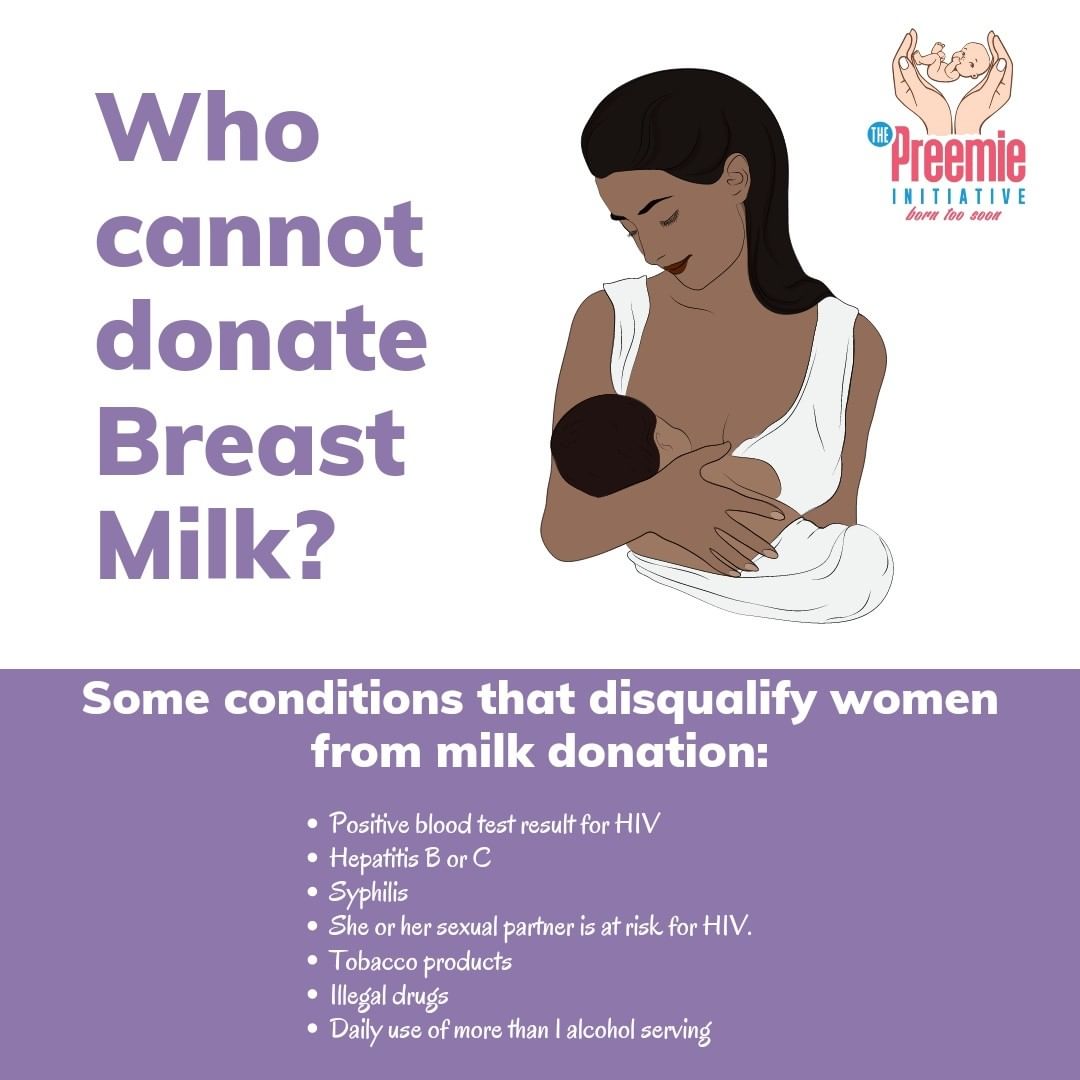 Who
cannot
donate
Breast
Milk?
THE
Preemie
INITIATIVE
born too soon
Some conditions that disqualify women
from milk donation:
• Positive blood test result for HIV
• Hepatitis B or C
• Syphilis
• She or her sexual partner is at risk for HIV.
• Tobacco products
• Illegal drugs
• Daily use of more than 1 alcohol serving